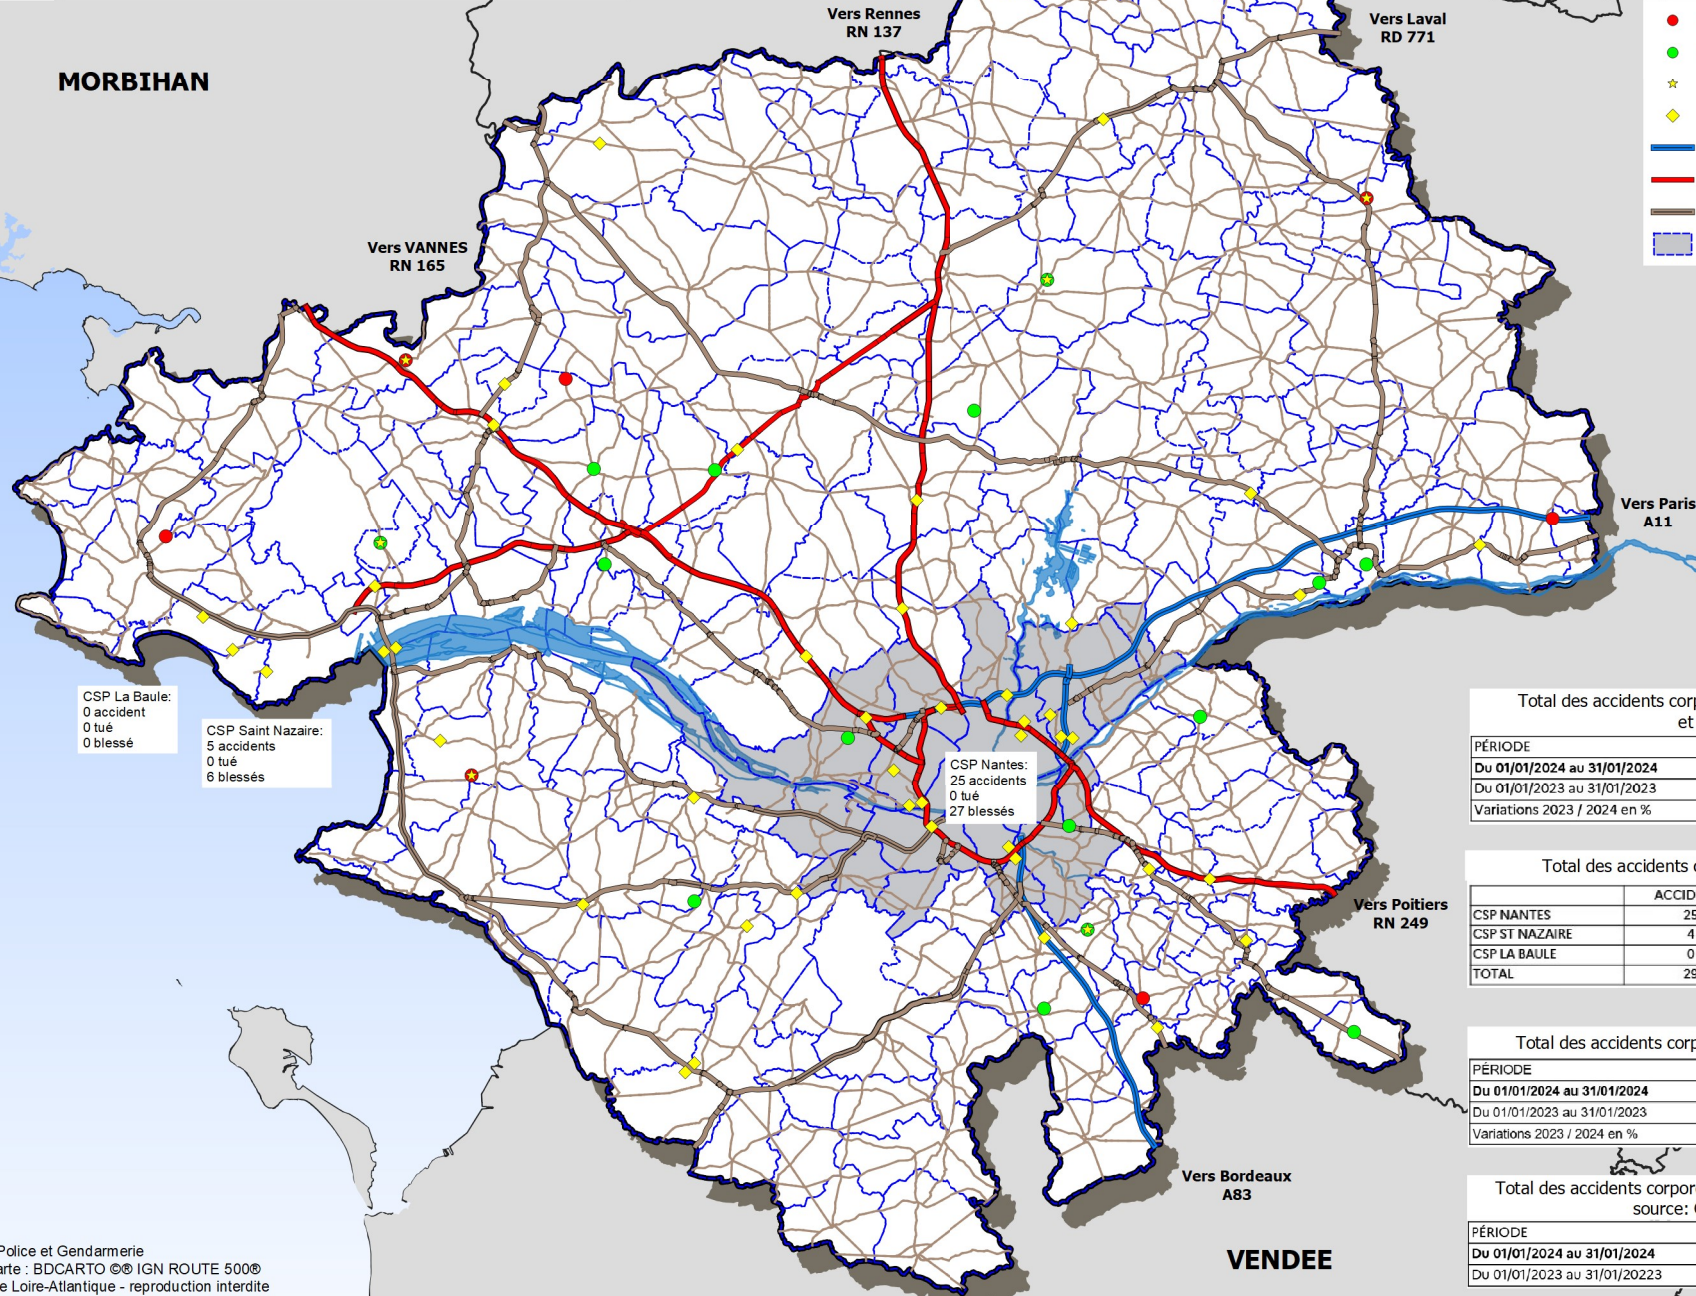 Vers Rennes
RN 137
Vers Laval
RD 771
MORBIHAN
Vers VANNES
RN 165
Vers Paris
A11
CSP La Baule:
0 accident
0 tué
0 blessé
CSP Saint Nazaire:
5 accidents
0 tué
6 blessés
CSP Nantes:
25 accidents
0 tué
27 blessés
Total des accidents corp
et
PÉRIODE
Du 01/01/2024 au 31/01/2024
Du 01/01/2023 au 31/01/2023
Variations 2023 / 2024 en %
Total des accidents c
ACCID
CSP NANTES 25
CSP ST NAZAIRE 4
CSP LA BAULE 0
TOTAL 29
Vers Poitiers
RN 249
Total des accidents corp
PÉRIODE
Du 01/01/2024 au 31/01/2024
Du 01/01/2023 au 31/01/2023
Variations 2023 / 2024 en %
Vers Bordeaux
A83
Total des accidents corpor
source:
PÉRIODE
Du 01/01/2024 au 31/01/2024
Du 01/01/2023 au 31/01/20223
VENDEE
Police et Gendarmerie
arte : BDCARTO ©® IGN ROUTE 500®
e Loire-Atlantique - reproduction interdite